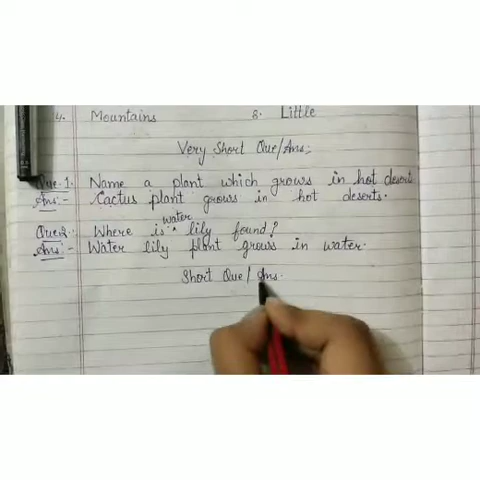 4. Mountains 8. Little
Very Short Que/Ans:
Que.1. Name a plant which grows in hot desert
Ans:- Cactus plant grows in hot deserts.
Que:2. Where is water lily found?
Ans:- Water lily plant grows in water.
Short Que/Ans.